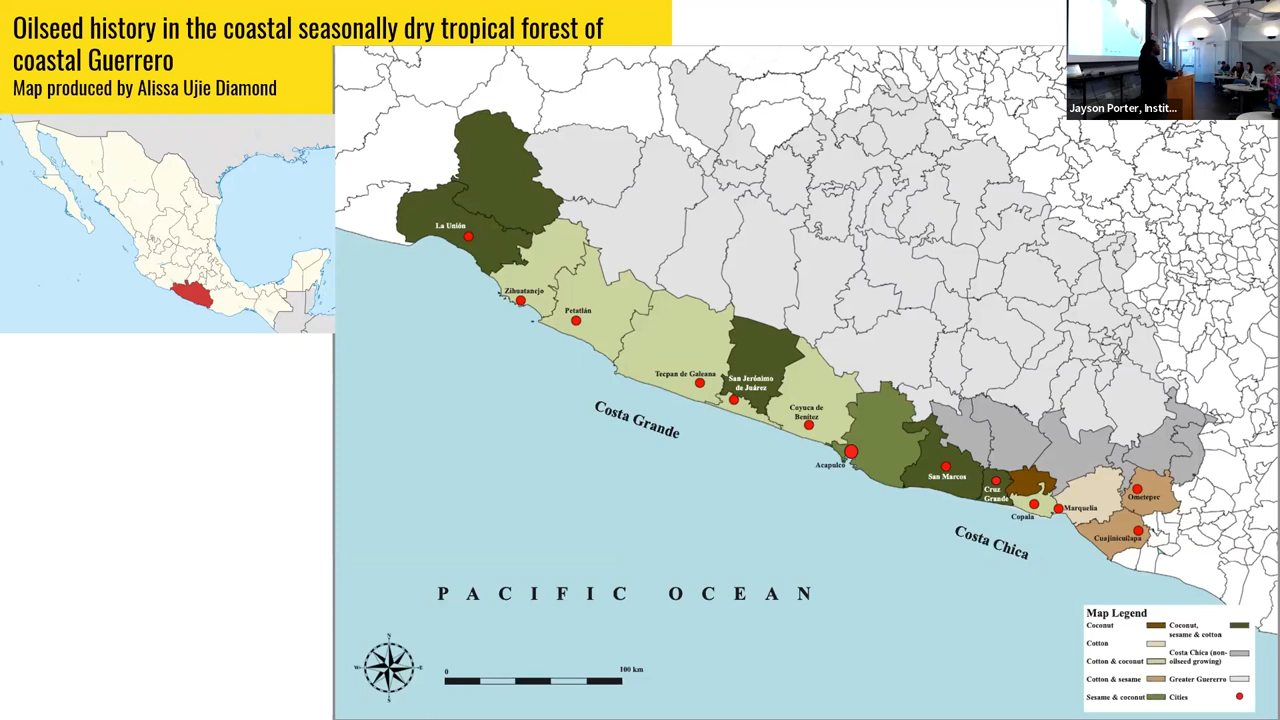 Oilseed history in the coastal seasonally dry tropical forest of
coastal Guerrero
Map produced by Alissa Ujie Diamond
Jayson Porter, Instit...
La Unión
Zihuatanejo
Petatlán
Tecpan de Galeana
San Jerónimo
de Juárez
Coyuca de
Benítez
Acapulco
San Marcos
Cruz
Grande
Copala
Marquelia
Ometepec
Cuajinicuilapa
Costa Grande
Costa Chica
PACIFIC OCEAN
N
W
E
S
0
100 km
Map Legend
Coconut
Cotton
Cotton & coconut
Cotton & sesame
Sesame & coconut
Coconut,
sesame & cotton
Costa Chica (non-
oilseed growing)
Greater Guererro
Cities